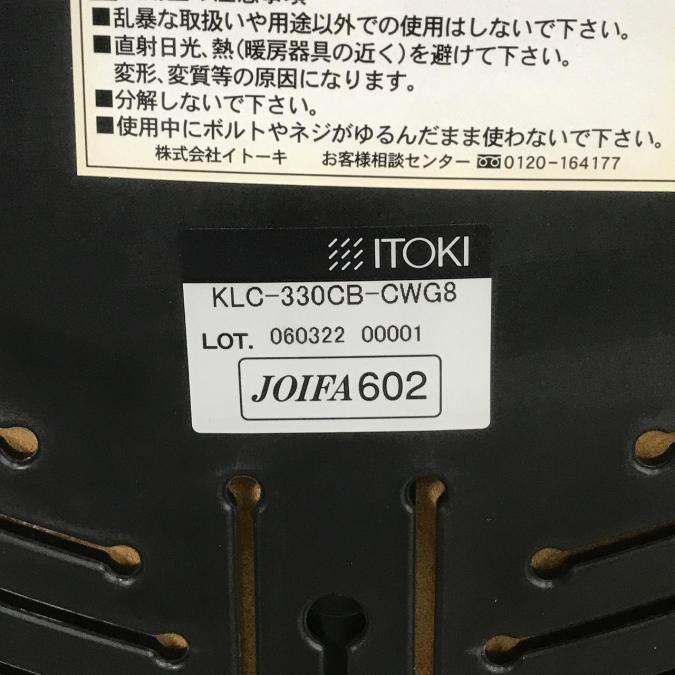 ■乱暴な取扱いや用途以外での使用はしないで下さい。
■直射日光、熱(暖房器具の近く)を避けて下さい。
変形、変質等の原因になります。
■分解しないで下さい。
■使用中にボルトやネジがゆるんだまま使わないで下さい。
株式会社イトーキ お客様相談センター 0120-164177
ITOKI
KLC-330CB-CWG8
LOT. 060322 00001
JOIFA602